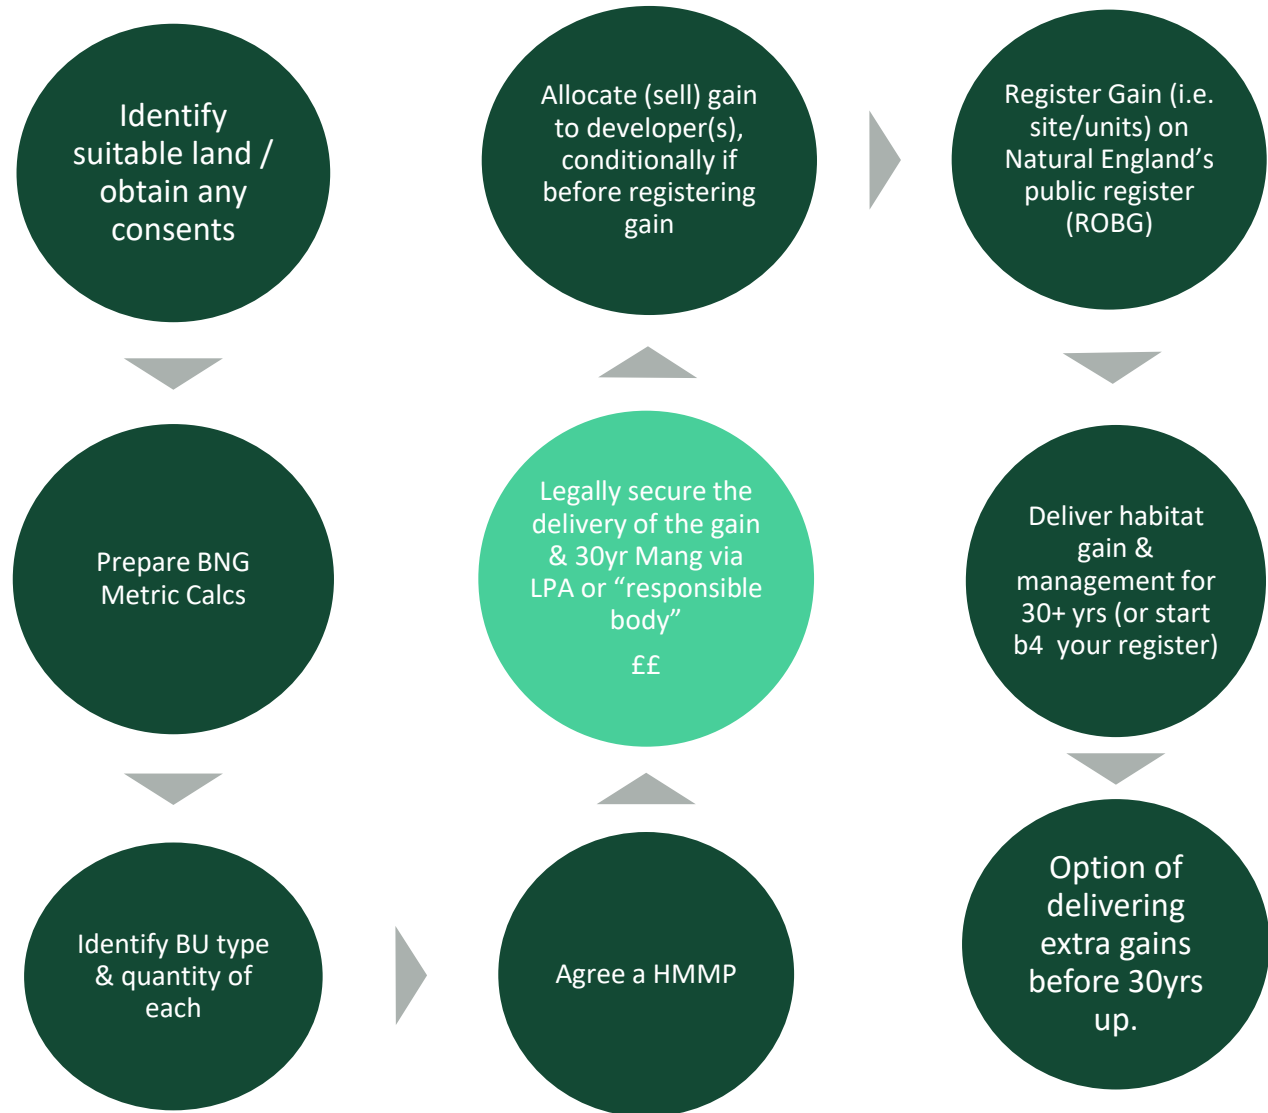 Identify
suitable land /
obtain any
consents
Prepare BNG
Metric Calcs
Identify BU type
& quantity of
each
Agree a HMMP
Legally secure the
delivery of the gain
& 30yr Mang via
LPA or “responsible
body”
££
Allocate (sell) gain
to developer(s),
conditionally if
before registering
gain
Register Gain (i.e.
site/units) on
Natural England’s
public register
(ROBG)
Deliver habitat
gain &
management for
30+ yrs (or start
b4  your register)
Option of
delivering
extra gains
before 30yrs
up.